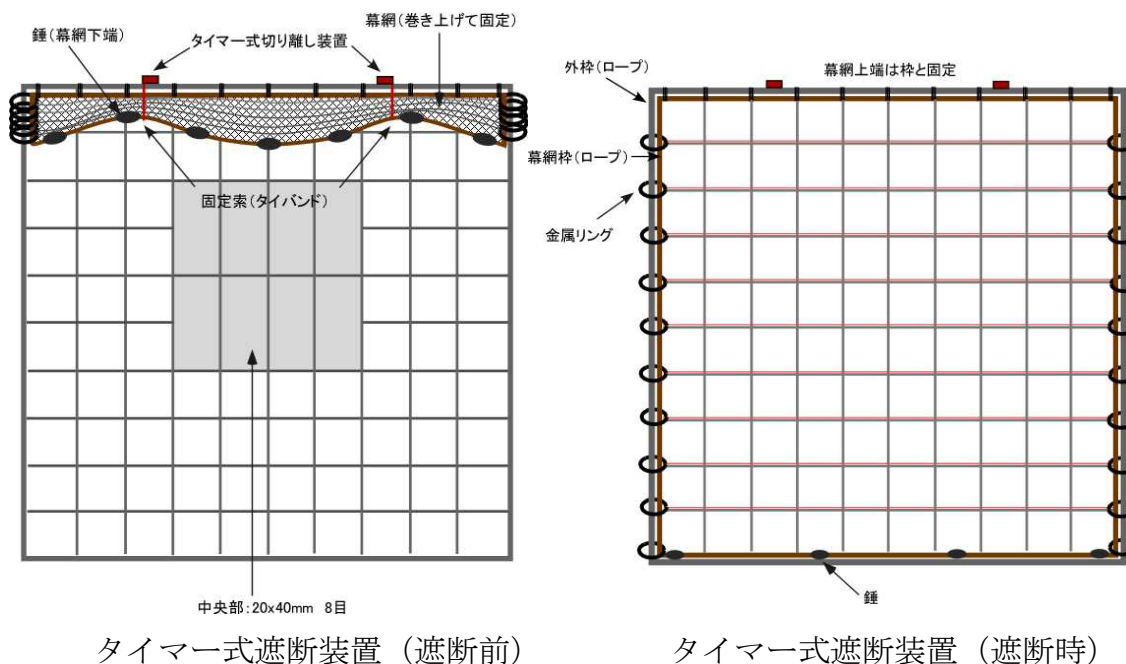 幕網(巻き上げて固定)
錘(幕網下端)
タイマー式切り離し装置
固定索(タイバンド)
中央部:20x40mm 8目
タイマー式遮断装置（遮断前）
外枠(ロープ)
幕網上端は枠と固定
幕網枠(ロープ)
金属リング
錘
タイマー式遮断装置（遮断時）